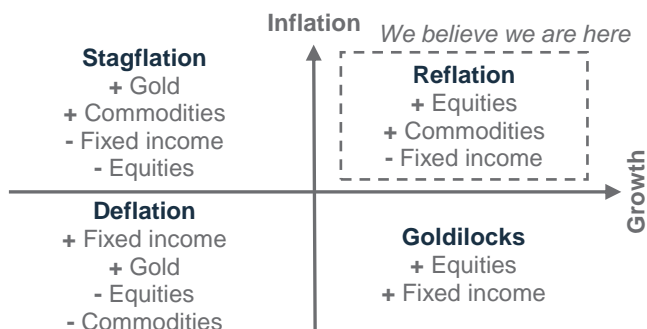 Inflation
We believe we are here
Stagflation
+ Gold
+ Commodities
- Fixed income
- Equities
Reflation
+ Equities
+ Commodities
- Fixed income
Growth
Deflation
+ Fixed income
+ Gold
- Equities
- Commodities
Goldilocks
+ Equities
+ Fixed income